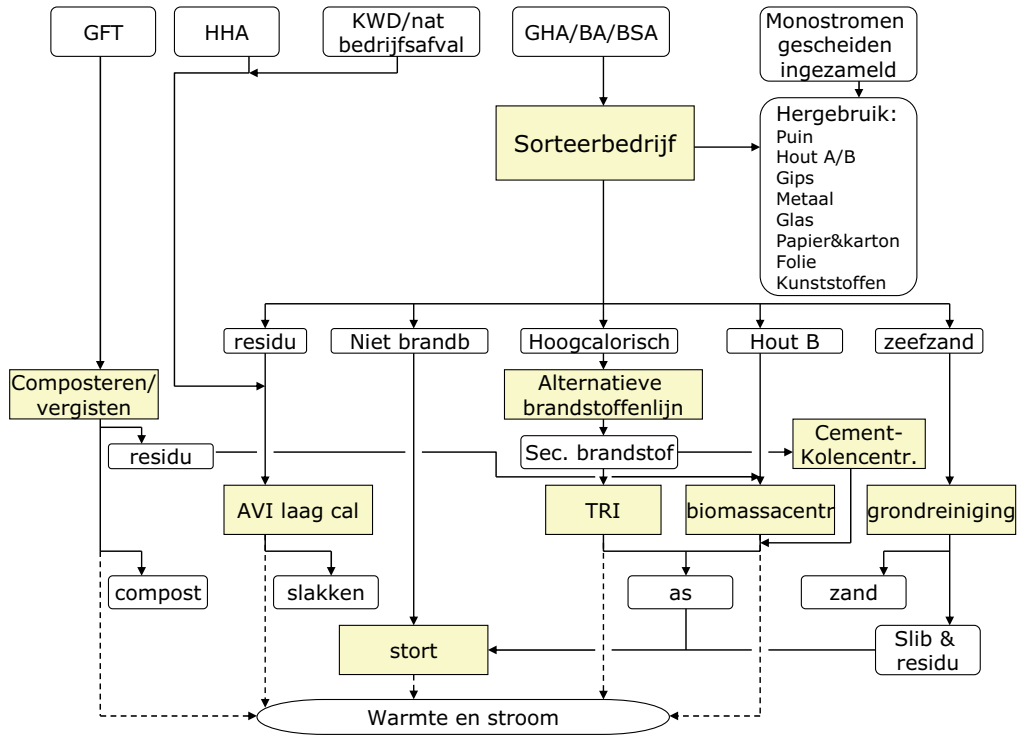 GFT
HHA
KWD/nat
bedrijfsafval
GHA/BA/BSA
Monostromen
gescheiden
ingezameld
Sorteerbedrijf
Hergebruik:
Puin
Hout A/B
Gips
Metaal
Glas
Papier&karton
Folie
Kunststoffen
residu
Niet brandb
Hoogcalorisch
Hout B
zeefzand
Composteren/
vergisten
Alternatieve
brandstoffenlijn
residu
Sec. brandstof
Cement-
Kolencentr.
AVI laag cal
TRI
biomassacentr
grondreiniging
compost
slakken
as
zand
stort
Slib &
residu
Warmte en stroom